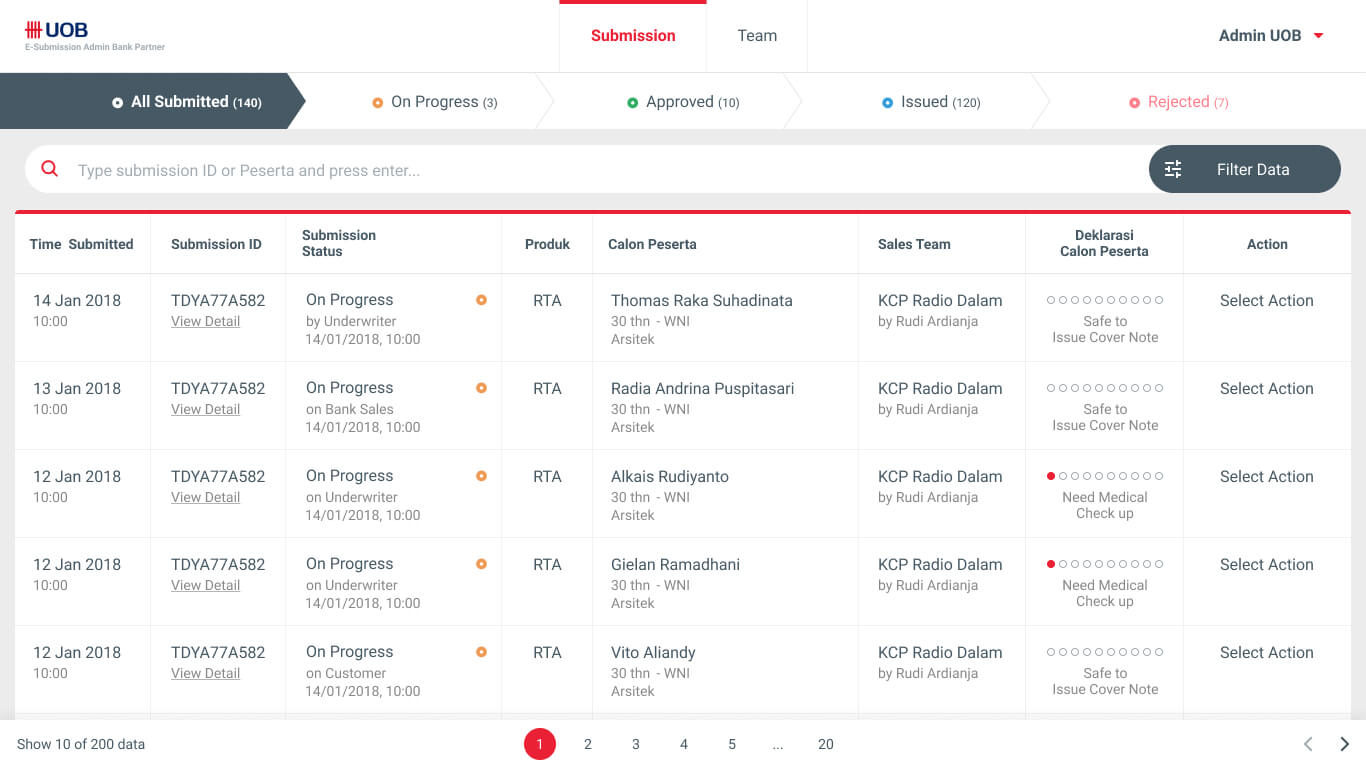 UOB
E-Submission Admin Bank Partner
Submission
Team
Admin UOB
All Submitted (140)
On Progress (3)
Approved (10)
Issued (120)
Rejected (7)
Type submission ID or Peserta and press enter...
Filter Data
Time Submitted
Submission ID
Submission
Status
Produk
Calon Peserta
Sales Team
Deklarasi
Calon Peserta
Action
14 Jan 2018
10:00
TDYA77A582
View Detail
On Progress
by Underwriter
14/01/2018, 10:00
RTA
Thomas Raka Suhadinata
30 thn - WNI
Arsitek
KCP Radio Dalam
by Rudi Ardianja
Safe to
Issue Cover Note
Select Action
13 Jan 2018
10:00
TDYA77A582
View Detail
On Progress
on Bank Sales
14/01/2018, 10:00
RTA
Radia Andrina Puspitasari
30 thn - WNI
Arsitek
KCP Radio Dalam
by Rudi Ardianja
Safe to
Issue Cover Note
Select Action
12 Jan 2018
10:00
TDYA77A582
View Detail
On Progress
on Underwriter
14/01/2018, 10:00
RTA
Alkais Rudiyanto
30 thn - WNI
Arsitek
KCP Radio Dalam
by Rudi Ardianja
Need Medical
Check up
Select Action
12 Jan 2018
10:00
TDYA77A582
View Detail
On Progress
on Underwriter
14/01/2018, 10:00
RTA
Gielan Ramadhani
30 thn - WNI
Arsitek
KCP Radio Dalam
by Rudi Ardianja
Need Medical
Check up
Select Action
12 Jan 2018
10:00
TDYA77A582
View Detail
On Progress
on Customer
14/01/2018, 10:00
RTA
Vito Aliandy
30 thn - WNI
Arsitek
KCP Radio Dalam
by Rudi Ardianja
Safe to
Issue Cover Note
Select Action
Show 10 of 200 data
1 2 3 4 5 ... 20